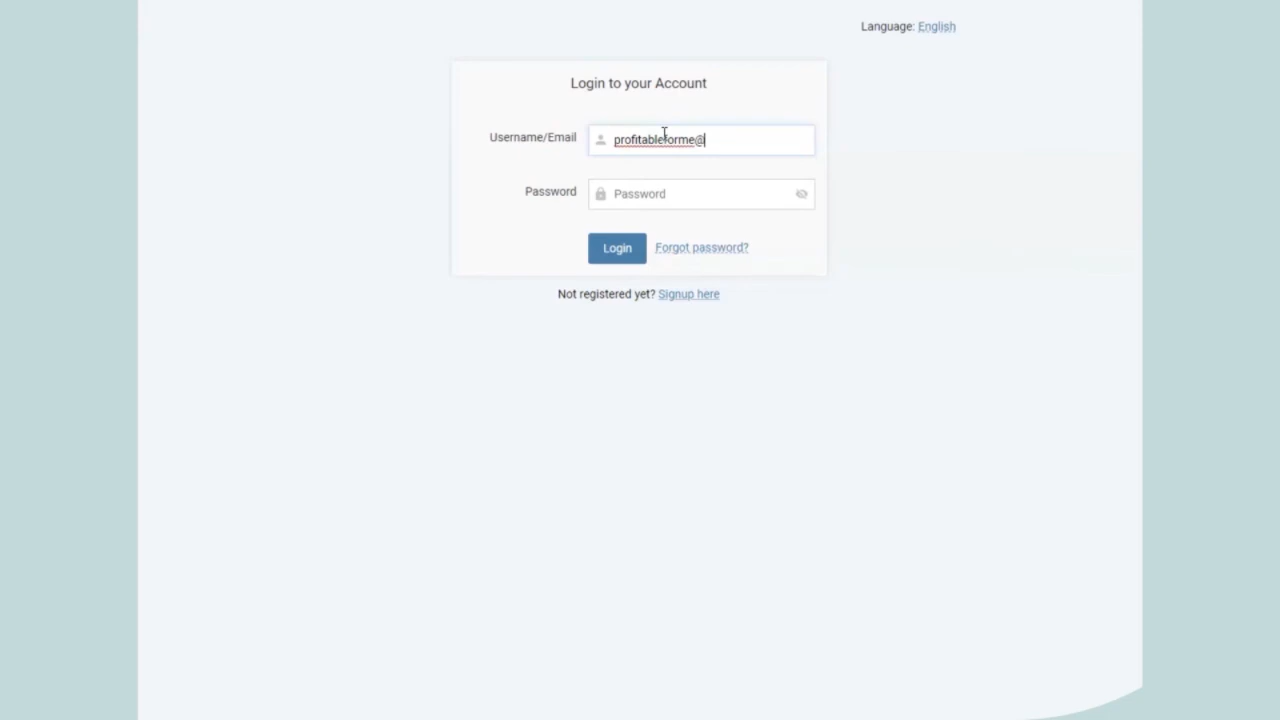 Language: English
Login to your Account
Username/Email profitableforme@
Password Password
Login Forgot password?
Not registered yet? Signup here